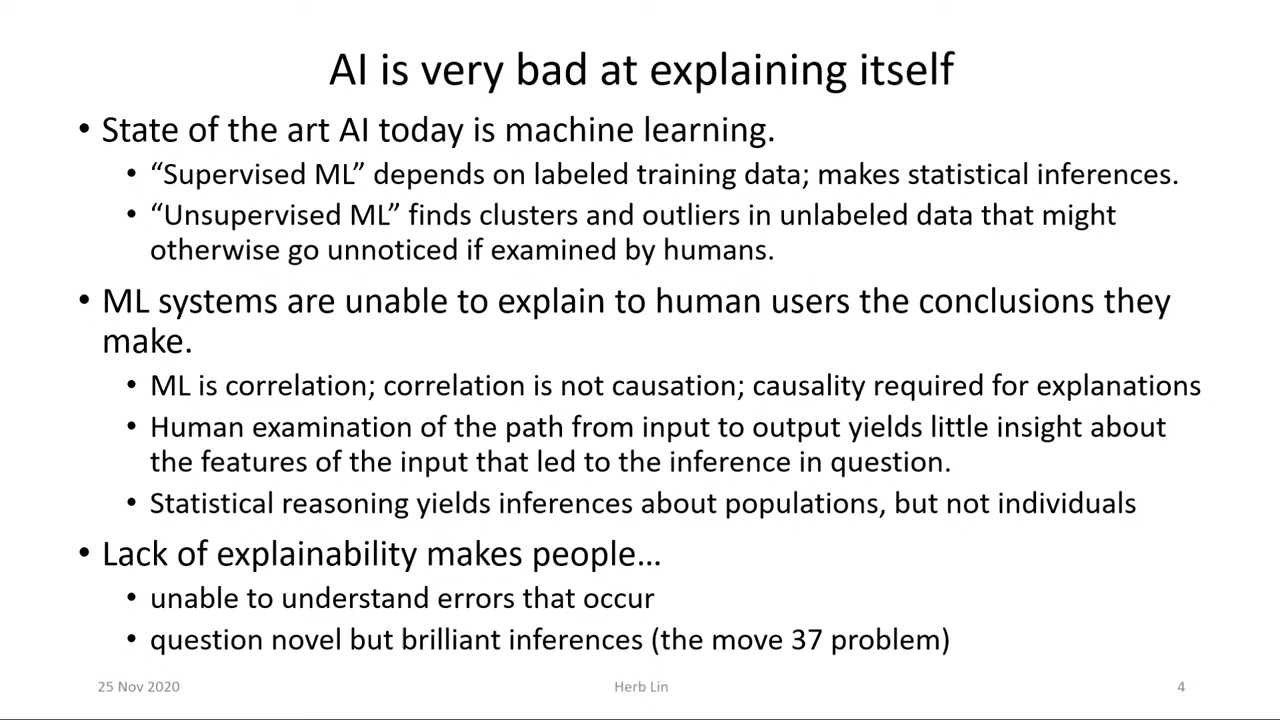 AI is very bad at explaining itself
• State of the art AI today is machine learning.
• “Supervised ML” depends on labeled training data; makes statistical inferences.
• “Unsupervised ML” finds clusters and outliers in unlabeled data that might
otherwise go unnoticed if examined by humans.
• ML systems are unable to explain to human users the conclusions they
make.
• ML is correlation; correlation is not causation; causality required for explanations
• Human examination of the path from input to output yields little insight about
the features of the input that led to the inference in question.
• Statistical reasoning yields inferences about populations, but not individuals
• Lack of explainability makes people…
• unable to understand errors that occur
• question novel but brilliant inferences (the move 37 problem)
25 Nov 2020
Herb Lin
4